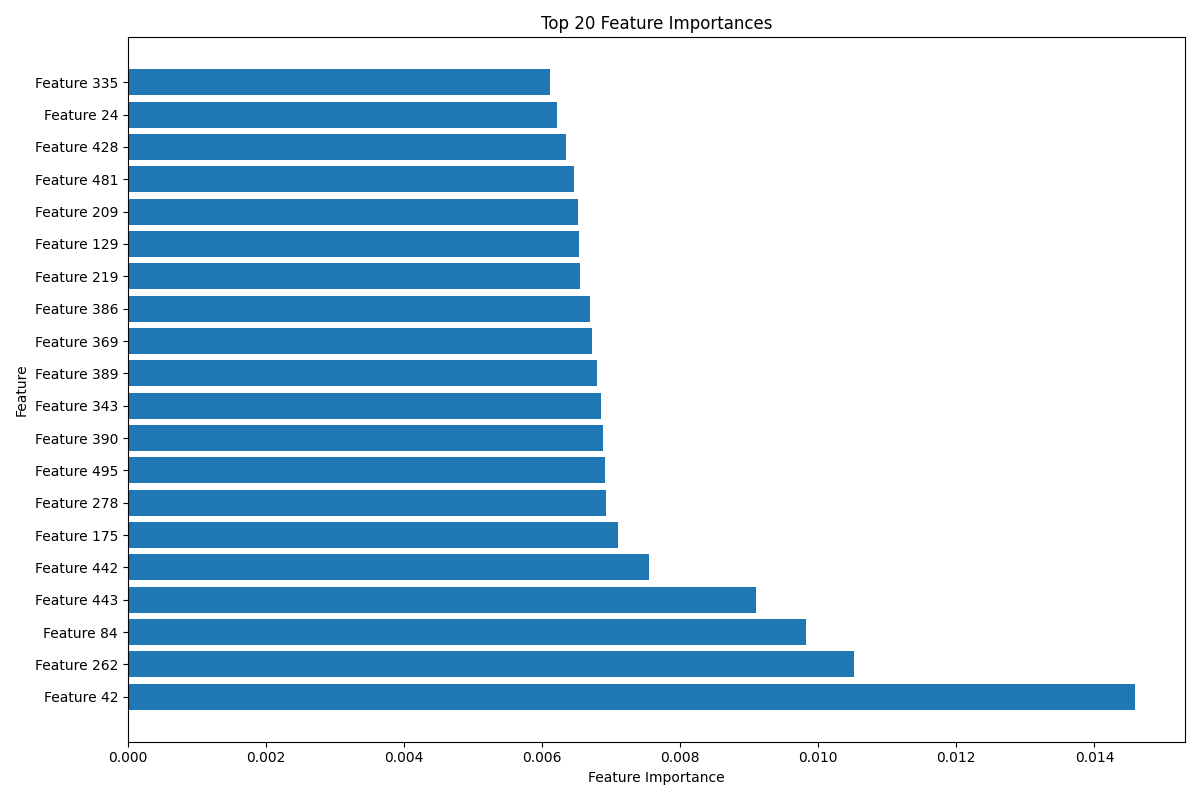 Top 20 Feature Importances
Feature
Feature 335
Feature 24
Feature 428
Feature 481
Feature 209
Feature 129
Feature 219
Feature 386
Feature 369
Feature 389
Feature 343
Feature 390
Feature 495
Feature 278
Feature 175
Feature 442
Feature 443
Feature 84
Feature 262
Feature 42
0.000 0.002 0.004 0.006 0.008 0.010 0.012 0.014
Feature Importance